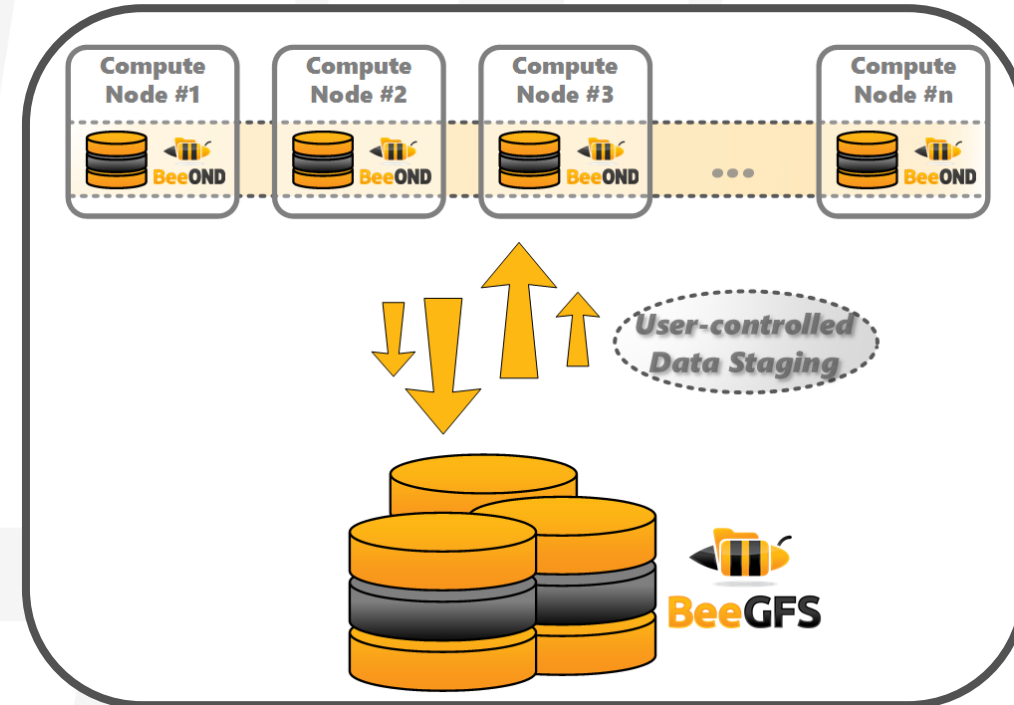 Compute
Node #1
Compute
Node #2
Compute
Node #3
Compute
Node #n
BeeOND
BeeOND
BeeOND
...
BeeOND
User-controlled
Data Staging
BeeGFS